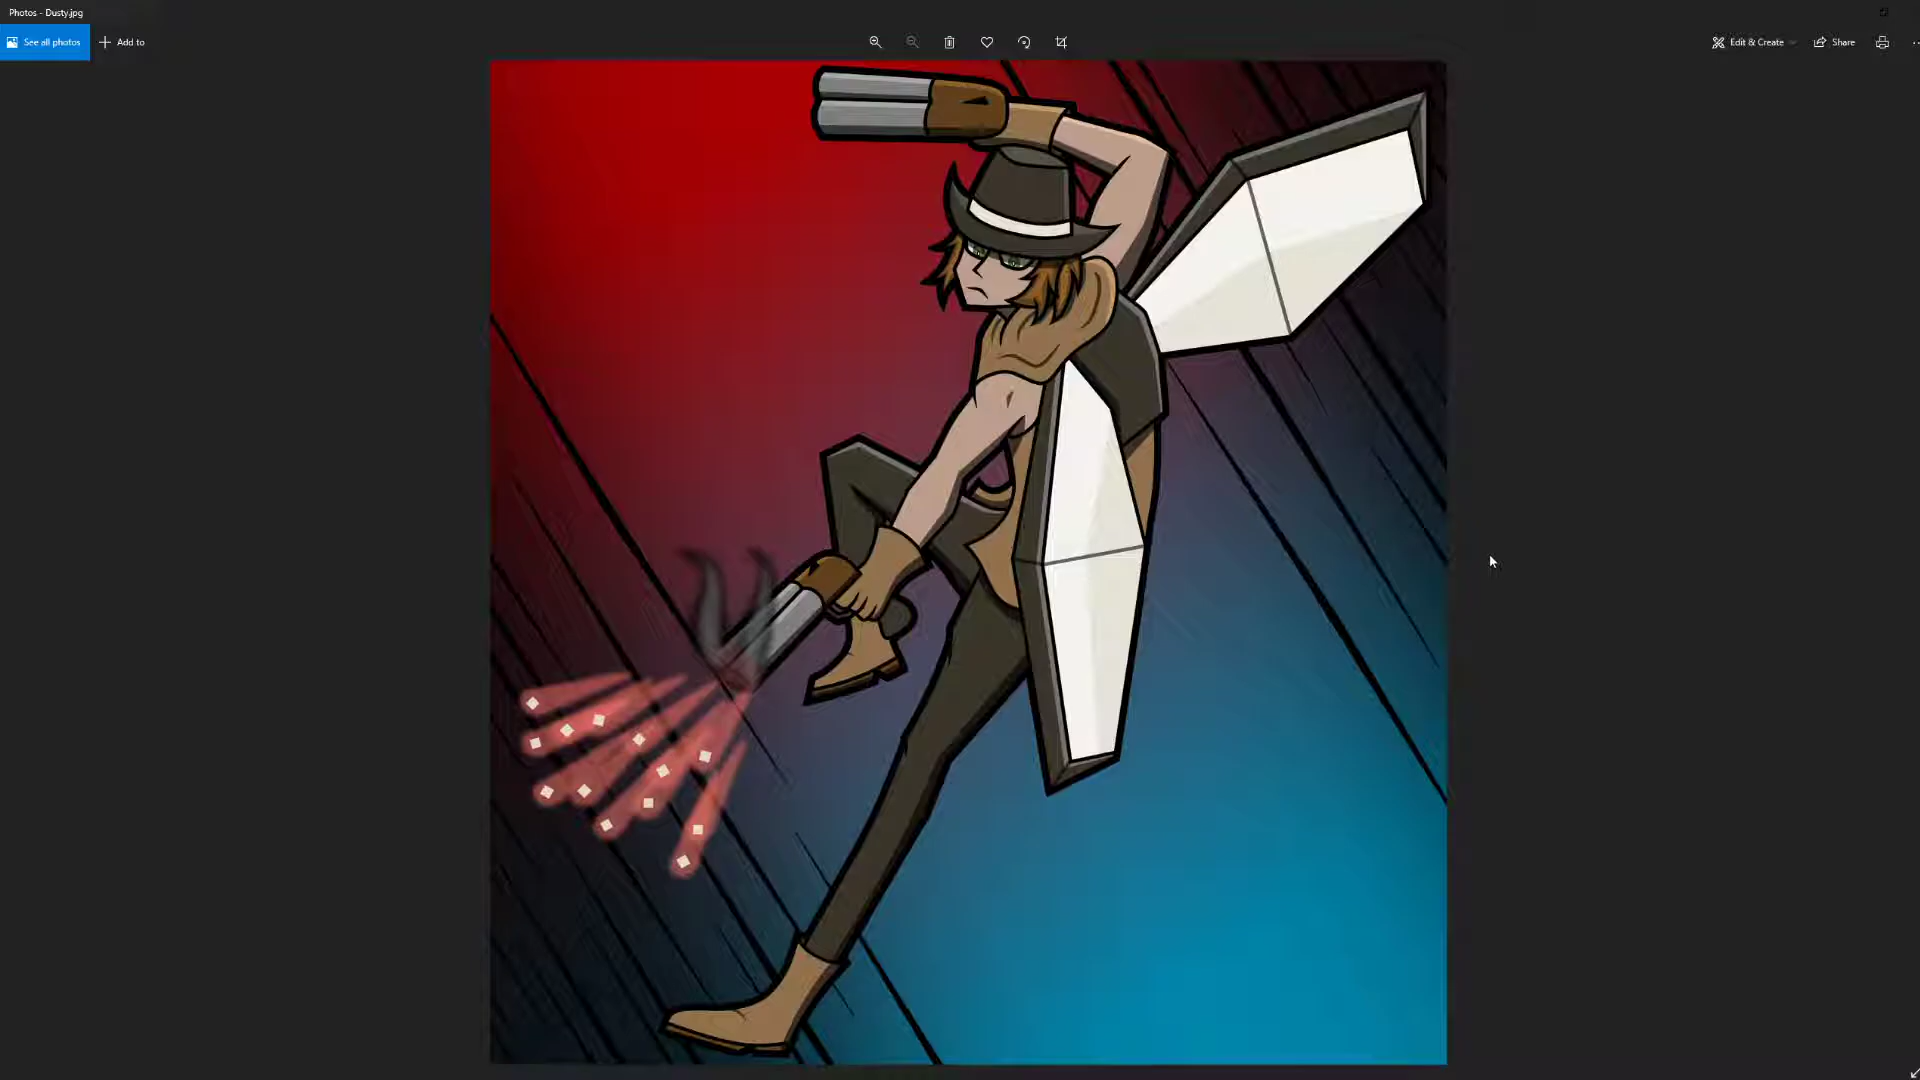 Photos - Dusty.jpg
See all photos
Add to
Edit & Create
Share